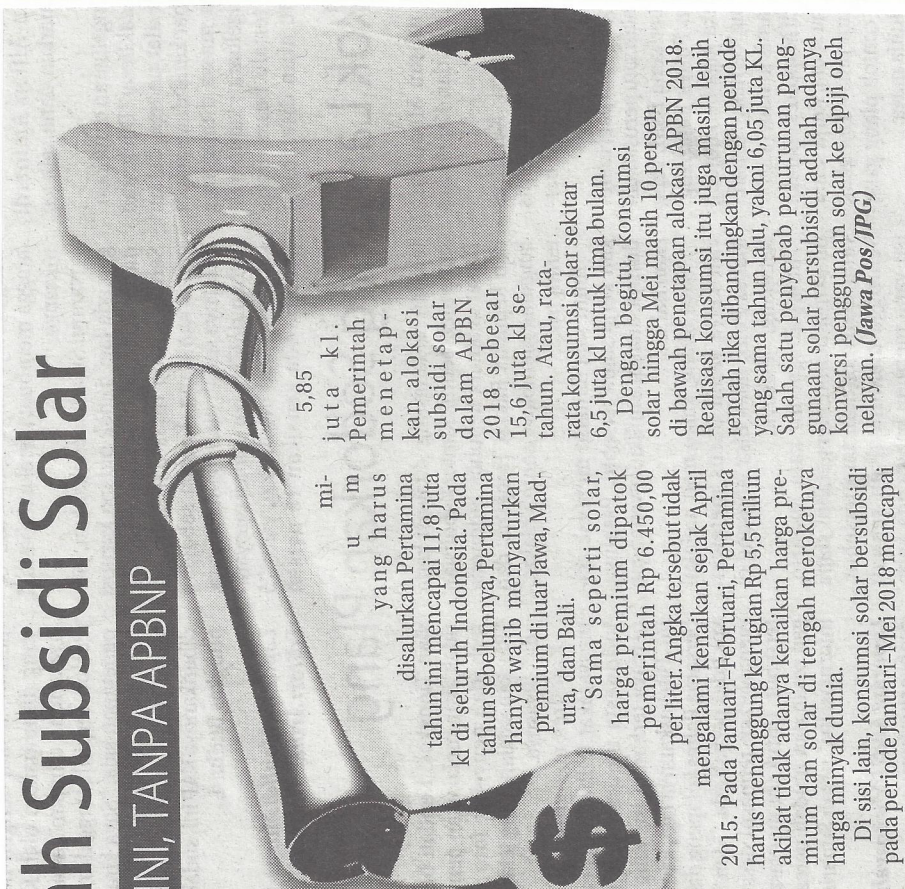 ah Subsidi Solar
INI, TANPA APBNP
mi-
u m
yang harus
disalurkan Pertamina
tahun ini mencapai 11,8 juta
kl di seluruh Indonesia. Pada
tahun sebelumnya, Pertamina
hanya wajib menyalurkan
premium di luar Jawa, Mad-
ura, dan Bali.
Sama seperti solar,
harga premium dipatok
pemerintah Rp 6.450,00
per liter. Angka tersebut tidak
mengalami kenaikan sejak April
2015. Pada Januari–Februari, Pertamina
harus menanggung kerugian Rp 5,5 triliun
akibat tidak adanya kenaikan harga pre-
mium dan solar di tengah meroketnya
harga minyak dunia.
Di sisi lain, konsumsi solar bersubsidi
pada periode Januari–Mei 2018 mencapai
5,85
juta kl.
Pemerintah
menetap-
kan alokasi
subsidi solar
dalam APBN
2018 sebesar
15,6 juta kl se-
tahun. Atau, rata-
rata konsumsi solar sekitar
6,5 juta kl untuk lima bulan.
Dengan begitu, konsumsi
solar hingga Mei masih 10 persen
di bawah penetapan alokasi APBN 2018.
Realisasi konsumsi itu juga masih lebih
rendah jika dibandingkan dengan periode
yang sama tahun lalu, yakni 6,05 juta KL.
Salah satu penyebab penurunan peng-
gunaan solar bersubisidi adalah adanya
konversi penggunaan solar ke elpiji oleh
nelayan. (Jawa Pos/JPG)
$